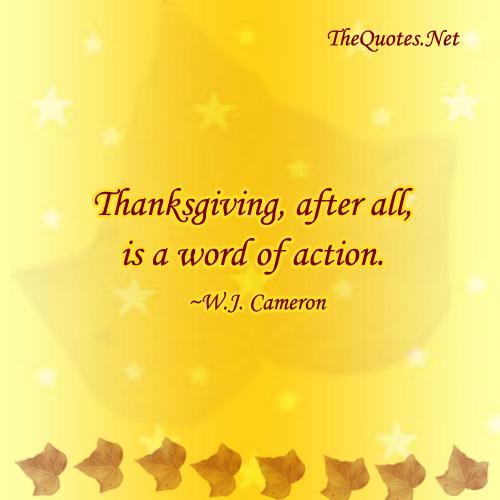 TheQuotes.Net
Thanksgiving, after all,
is a word of action.
~W.J. Cameron